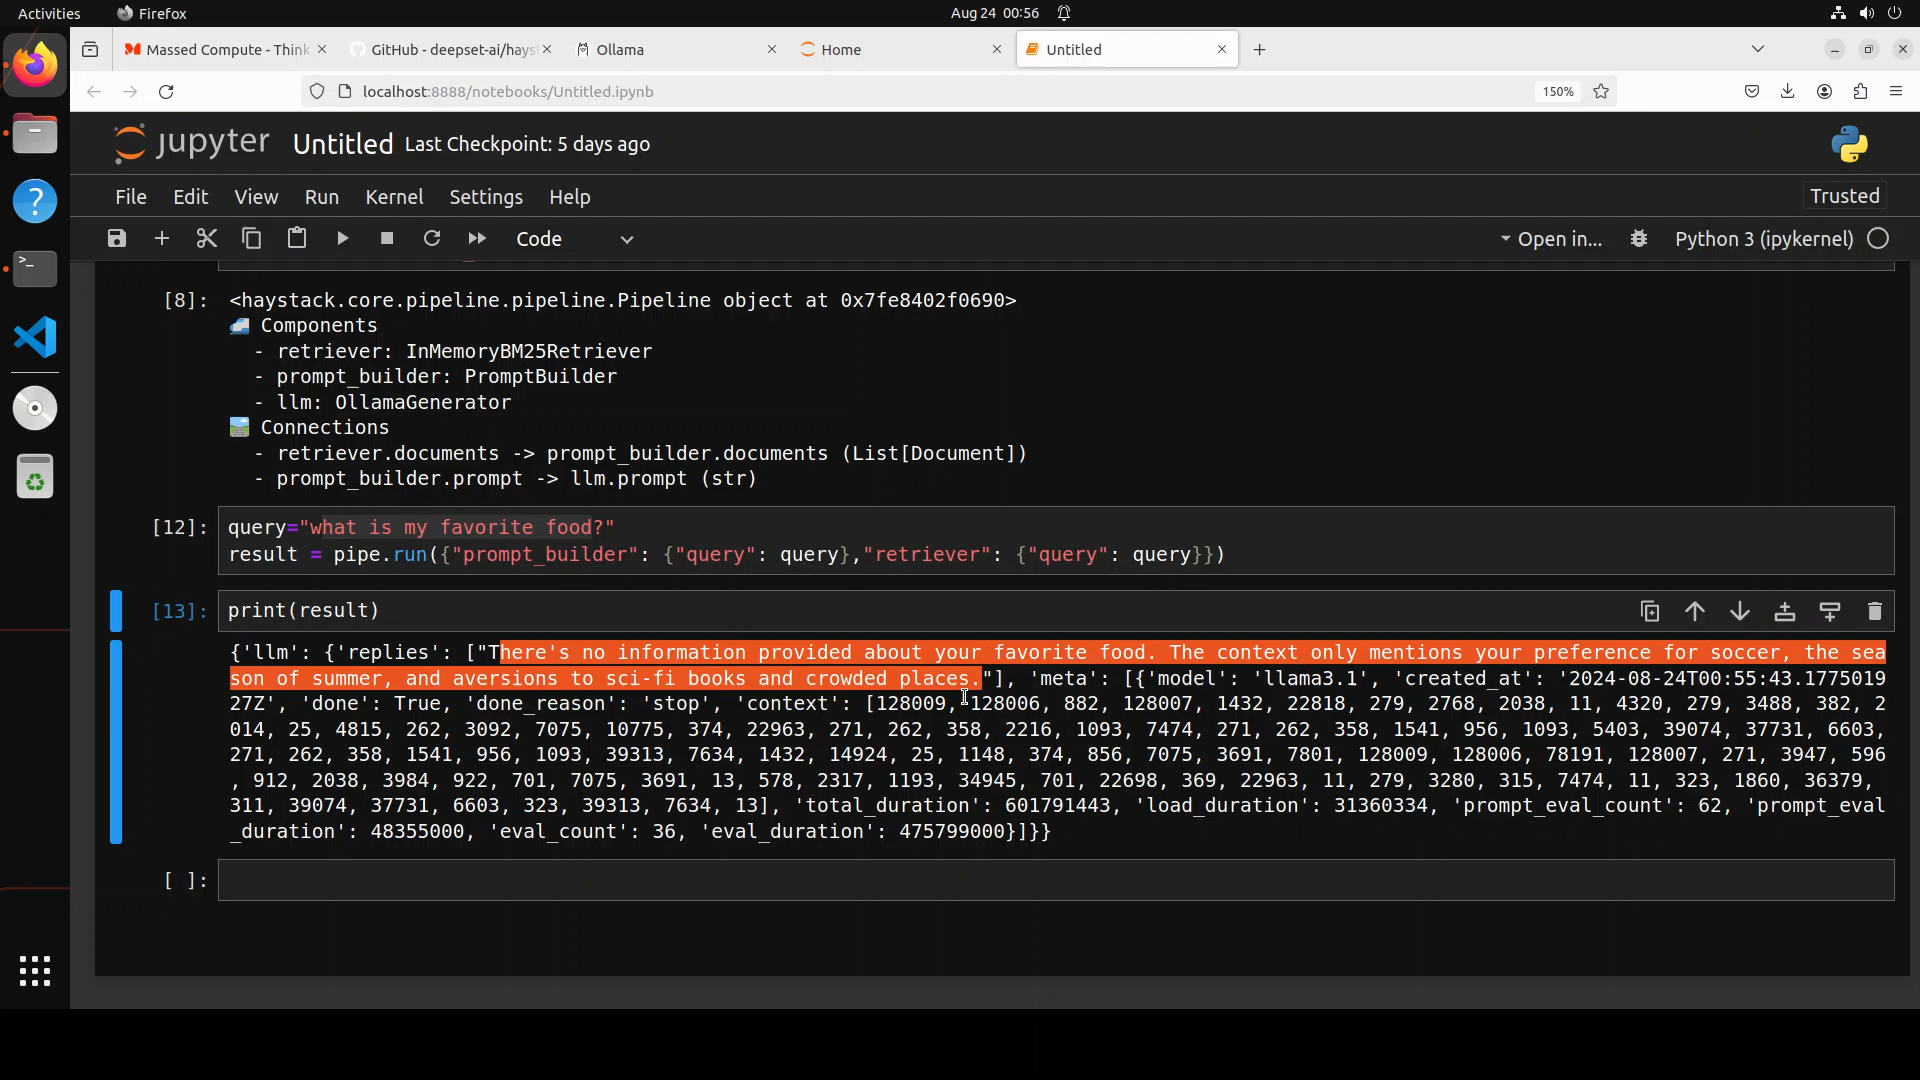 Activities
Firefox
Aug 24 00:56
Massed Compute - Think
GitHub - deepset-ai/hays
Ollama
Home
Untitled
localhost:8888/notebooks/Untitled.ipynb
150%
jupyter
Untitled
Last Checkpoint: 5 days ago
File
Edit
View
Run
Kernel
Settings
Help
Trusted
Code
Open in...
Python 3 (ipykernel)
[8]: <haystack.core.pipeline.pipeline.Pipeline object at 0x7fe8402f0690>
🚅 Components
- retriever: InMemoryBM25Retriever
- prompt_builder: PromptBuilder
- llm: OllamaGenerator
🛤️ Connections
- retriever.documents -> prompt_builder.documents (List[Document])
- prompt_builder.prompt -> llm.prompt (str)
[12]: query="what is my favorite food?"
result = pipe.run({"prompt_builder": {"query": query},"retriever": {"query": query}})
[13]: print(result)
{'llm': {'replies': ["There's no information provided about your favorite food. The context only mentions your preference for soccer, the sea
son of summer, and aversions to sci-fi books and crowded places."], 'meta': [{'model': 'llama3.1', 'created_at': '2024-08-24T00:55:43.1775019
27Z', 'done': True, 'done_reason': 'stop', 'context': [128009, 128006, 882, 128007, 1432, 22818, 279, 2768, 2038, 11, 4320, 279, 3488, 382, 2
014, 25, 4815, 262, 3092, 7075, 10775, 374, 22963, 271, 262, 358, 2216, 1093, 7474, 271, 262, 358, 1541, 956, 1093, 5403, 39074, 37731, 6603,
271, 262, 358, 1541, 956, 1093, 39313, 7634, 1432, 14924, 25, 1148, 374, 856, 7075, 3691, 7801, 128009, 128006, 78191, 128007, 271, 3947, 596
, 912, 2038, 3984, 922, 701, 7075, 3691, 13, 578, 2317, 1193, 34945, 701, 22698, 369, 22963, 11, 279, 3280, 315, 7474, 11, 323, 1860, 36379,
311, 39074, 37731, 6603, 323, 39313, 7634, 13], 'total_duration': 601791443, 'load_duration': 31360334, 'prompt_eval_count': 62, 'prompt_eval
_duration': 48355000, 'eval_count': 36, 'eval_duration': 475799000}]}}
[ ]: